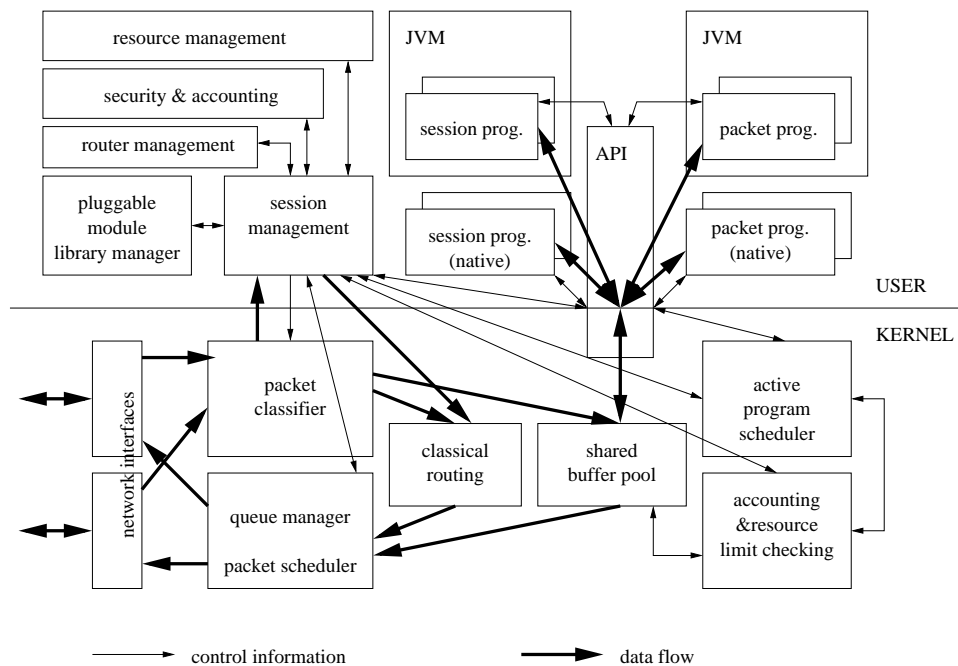 resource management
security & accounting
router management
pluggable
module
library manager
session
management
JVM
session prog.
session prog.
(native)
API
JVM
packet prog.
packet prog.
(native)
USER
KERNEL
network interfaces
packet
classifier
queue manager
packet scheduler
classical
routing
shared
buffer pool
active
program
scheduler
accounting
&resource
limit checking
control information
data flow